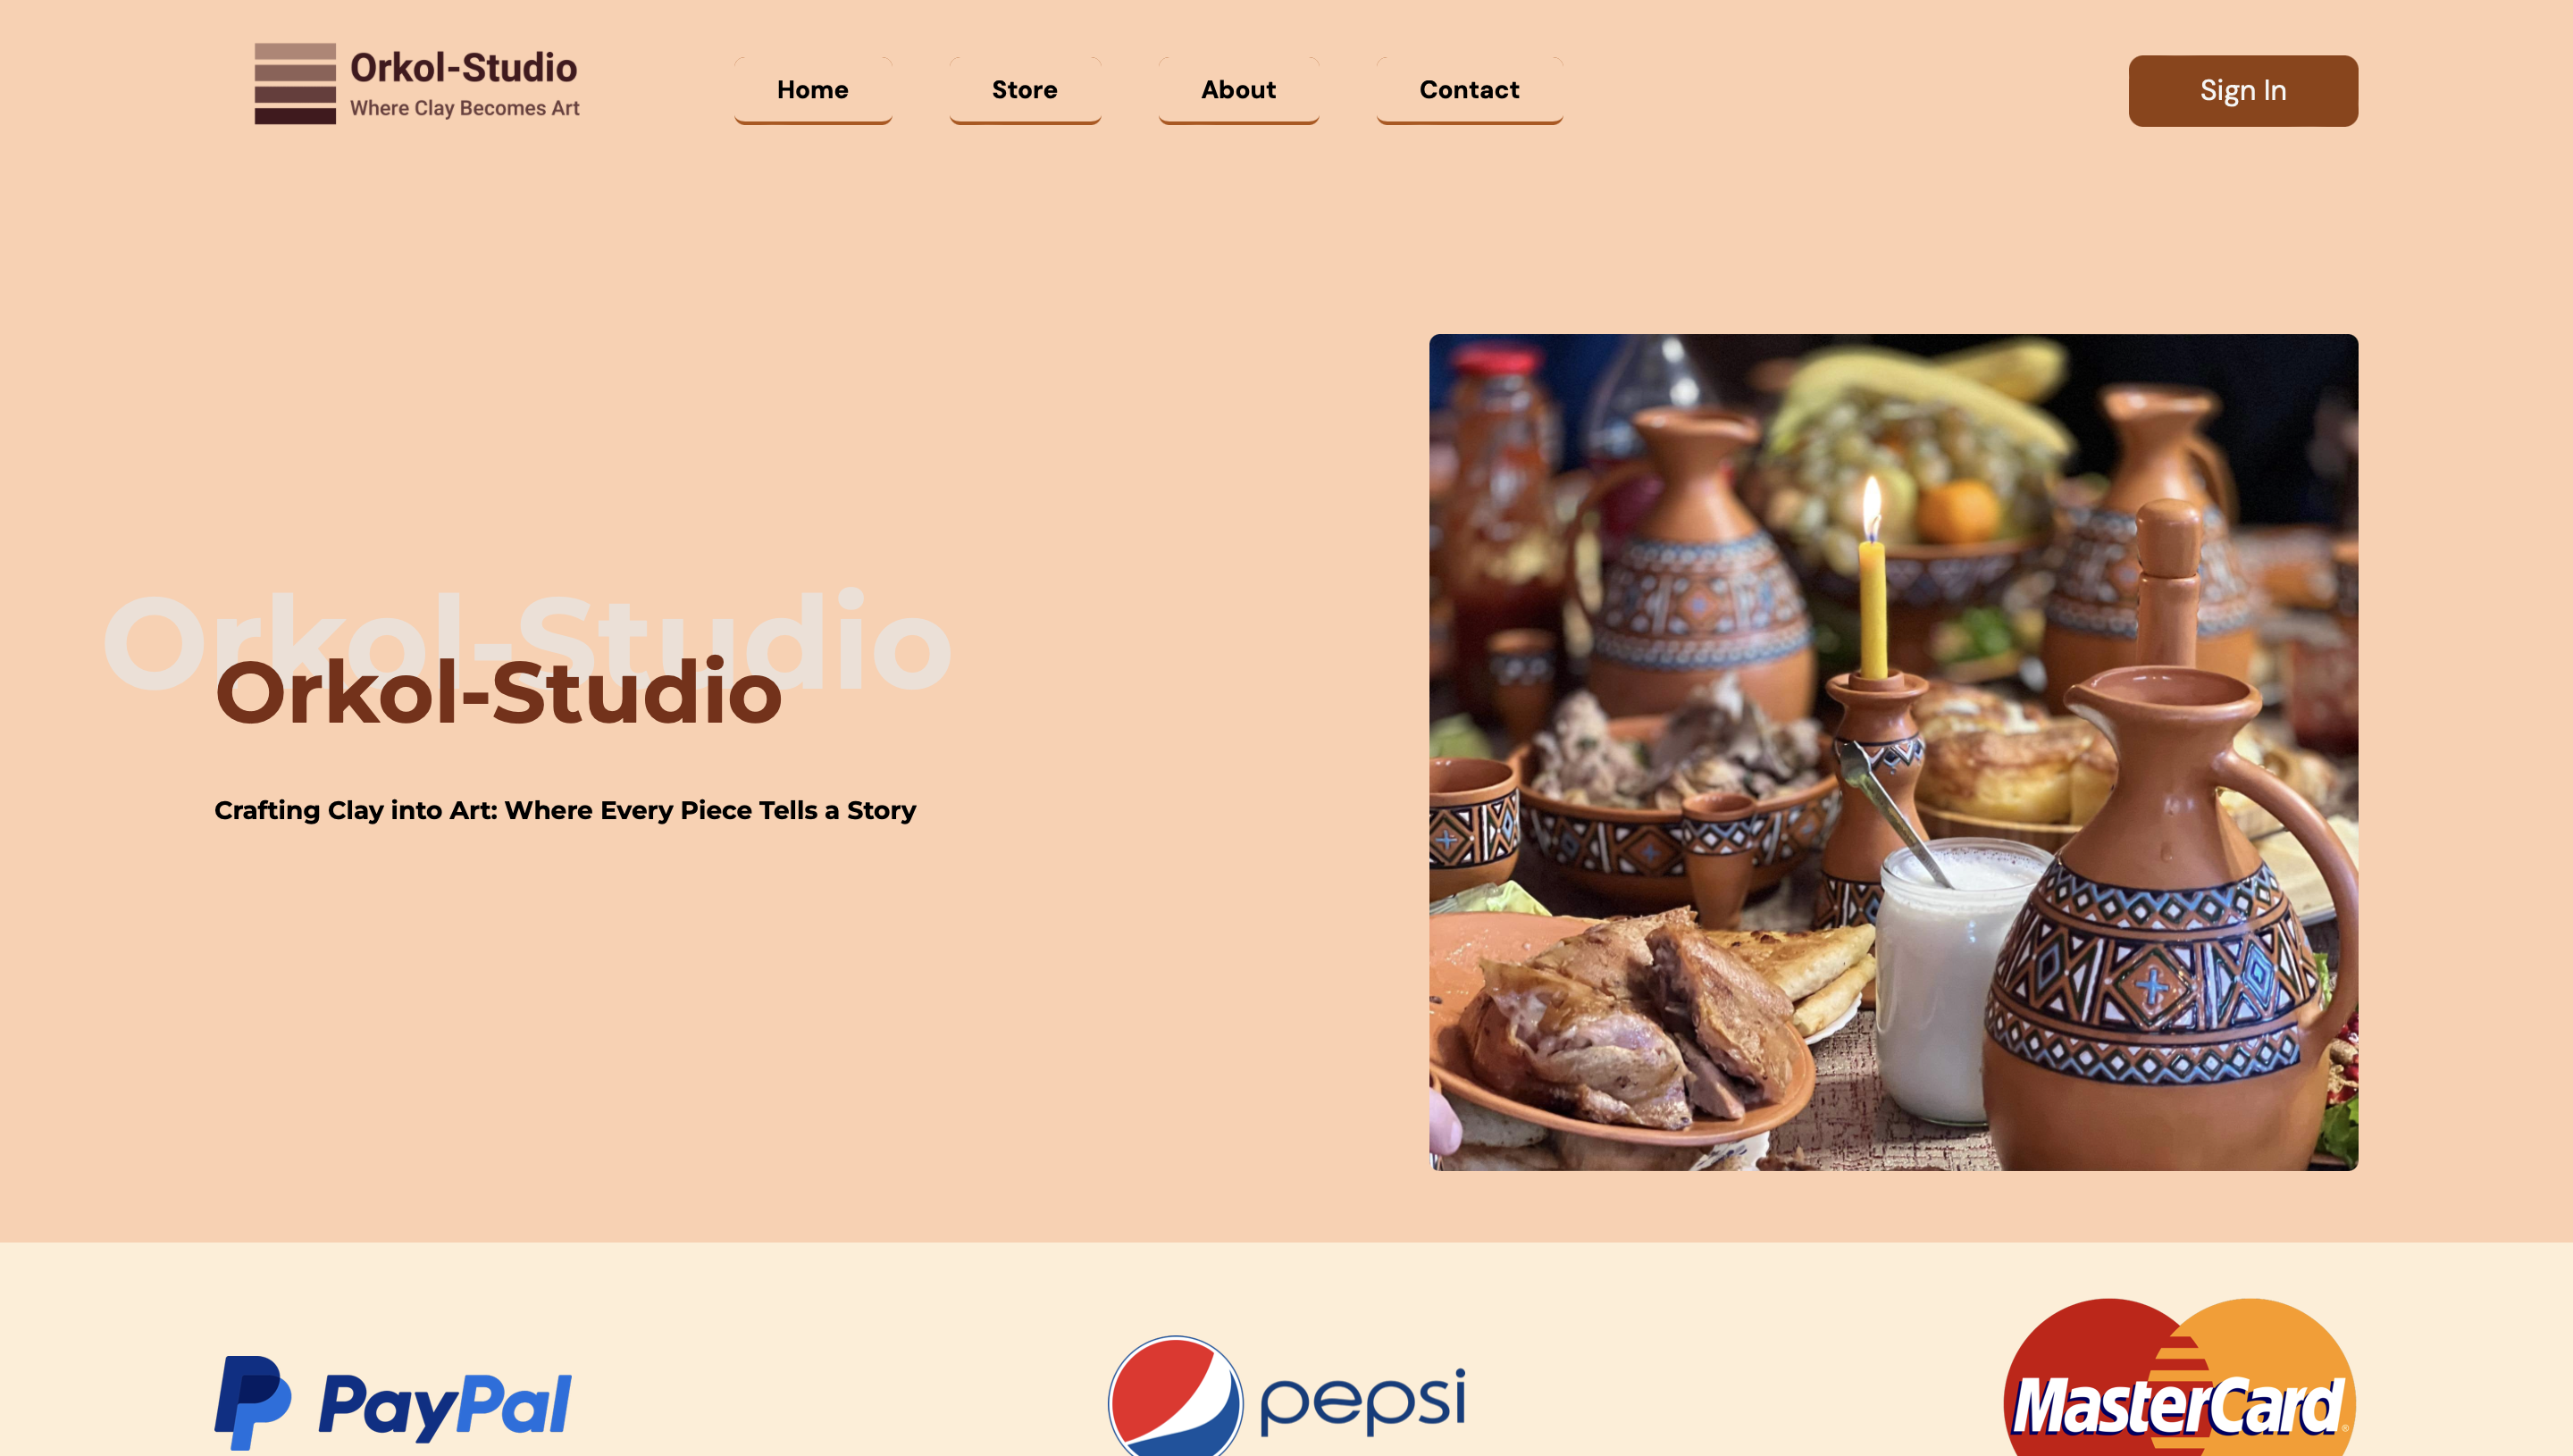 Orkol-Studio
Where Clay Becomes Art
Home
Store
About
Contact
Sign In
Orkol-Studio
Orkol-Studio
Crafting Clay into Art: Where Every Piece Tells a Story
PayPal
pepsi
MasterCard